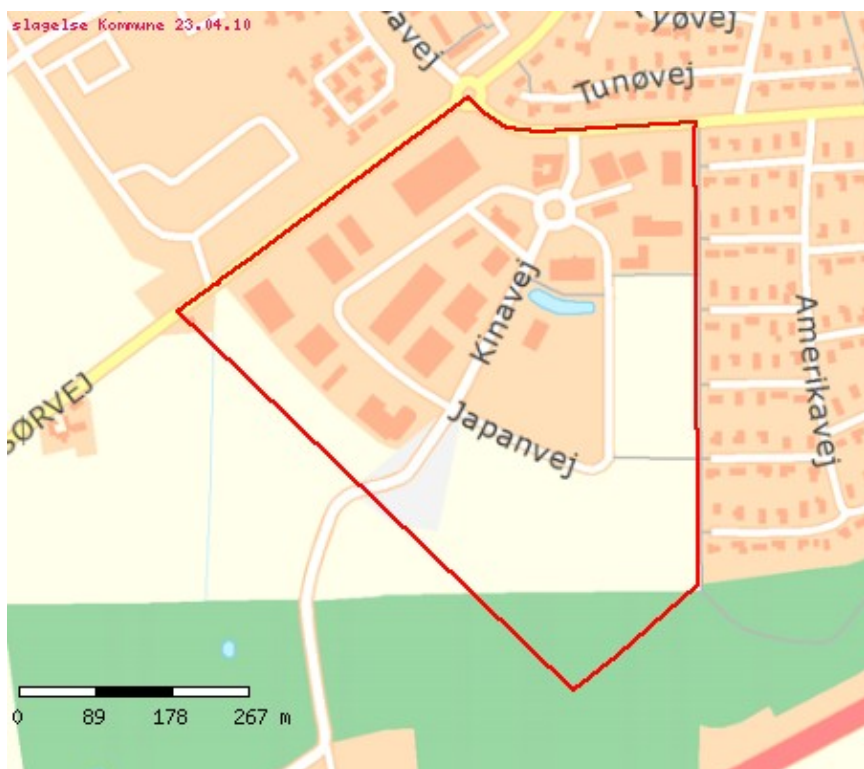 slagelse Kommune 23.04.10
Tunøvej
Kinavej
Japanvej
Amerikavej
0 89 178 267 m